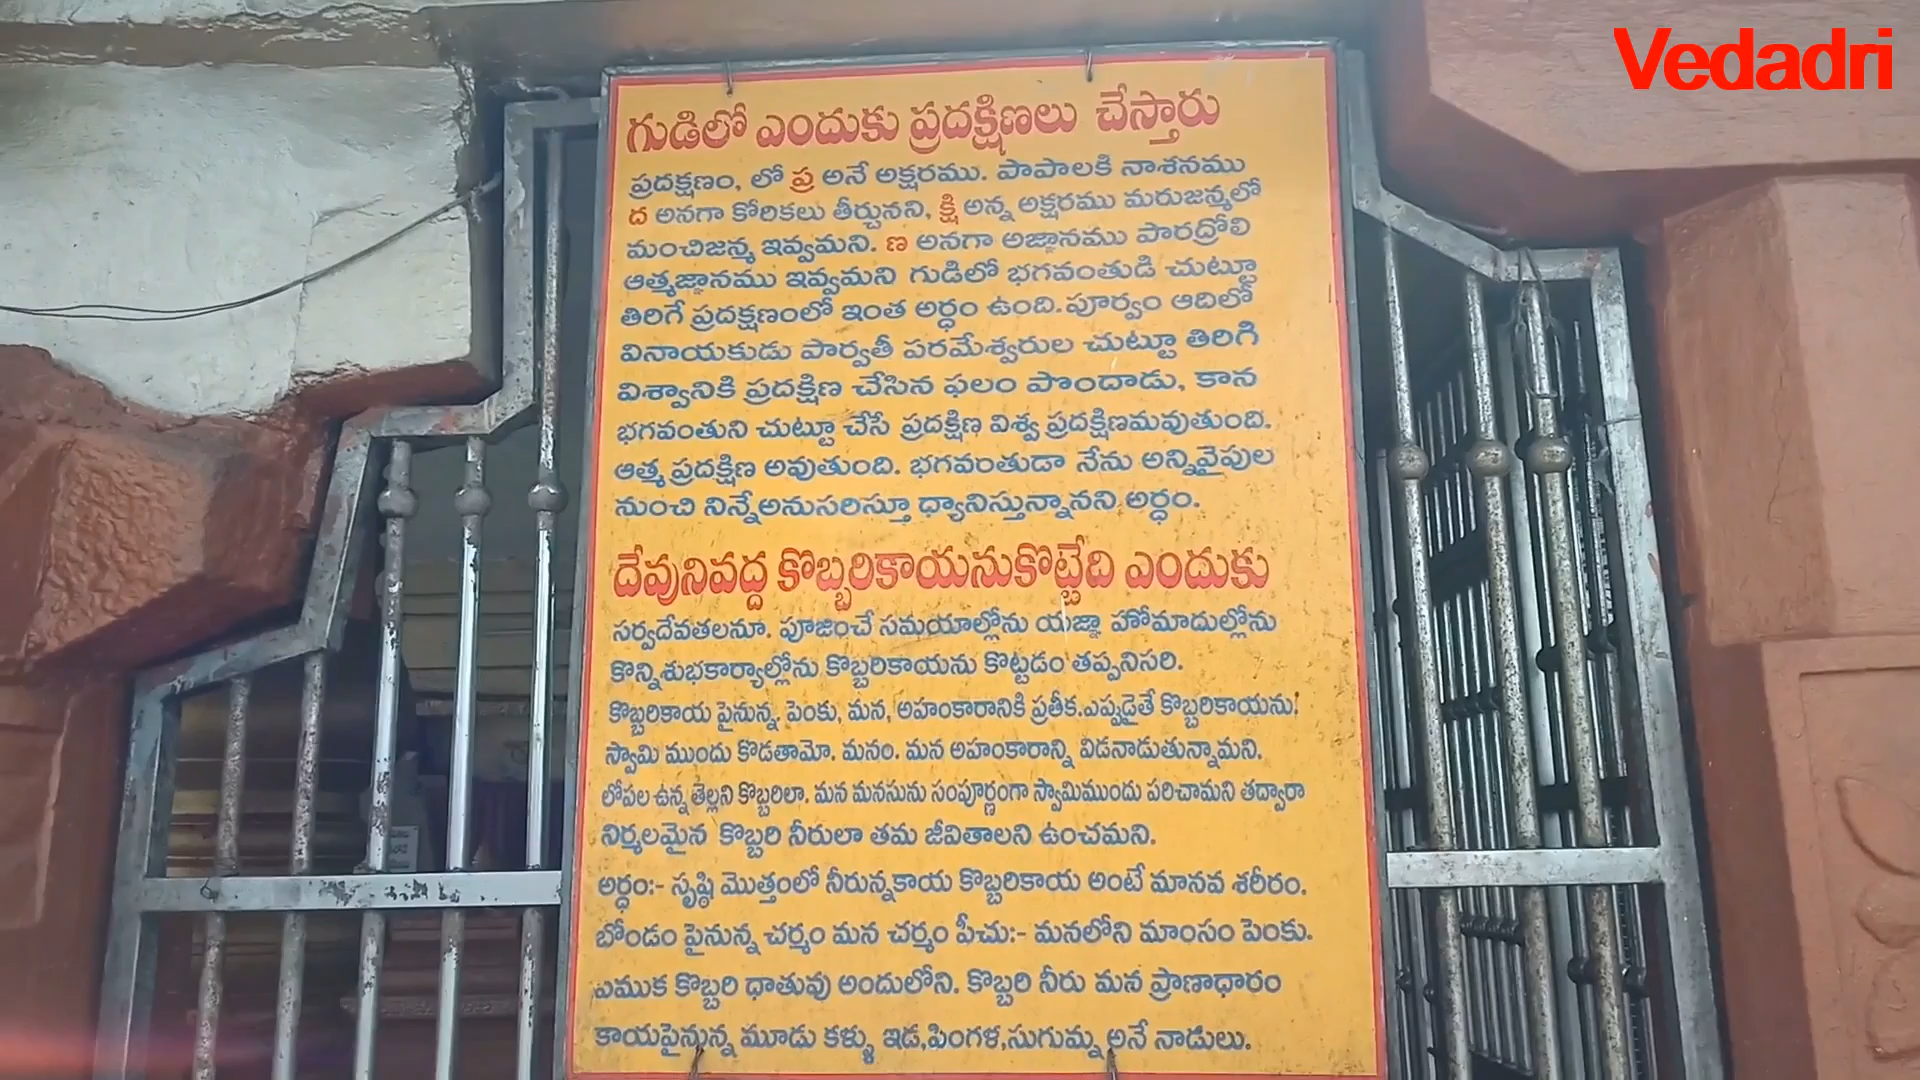 Vedadri
గుడిలో ఎందుకు ప్రదక్షిణలు చేస్తారు
ప్రదక్షణం, లో ప్ర అనే అక్షరము. పాపాలకి నాశనము
ద అనగా కోరికలు తీర్చునని, క్షి అన్న అక్షరము మరుజన్మలో
మంచిజన్మ ఇవ్వమని. ణ అనగా అజ్ఞానము పారద్రోలి
ఆత్మజ్ఞానము ఇవ్వమని గుడిలో భగవంతుడి చుట్టూ
తిరిగే ప్రదక్షణంలో ఇంత అర్ధం ఉంది.పూర్వం ఆదిలో
వినాయకుడు పార్వతీ పరమేశ్వరుల చుట్టూ తిరిగి
విశ్వానికి ప్రదక్షిణ చేసిన ఫలం పొందాడు, కాన
భగవంతుని చుట్టూ చేసే ప్రదక్షిణ విశ్వ ప్రదక్షిణమవుతుంది.
ఆత్మ ప్రదక్షిణ అవుతుంది. భగవంతుడా నేను అన్నివైపుల
నుంచి నిన్నేఅనుసరిస్తూ ధ్యానిస్తున్నానని అర్ధం.
దేవునివద్ద కొబ్బరికాయనుకొట్టేది ఎందుకు
సర్వదేవతలనూ. పూజించే సమయాల్లోను యజ్ఞా హోమాదుల్లోను
కొన్నిశుభకార్యాల్లోను కొబ్బరికాయను కొట్టడం తప్పనిసరి.
కొబ్బరికాయ పైనున్న పెంకు, మన, అహంకారానికి ప్రతీక.ఎప్పడైతే కొబ్బరికాయను!
స్వామి ముందు కొడతామో. మనం. మన అహంకారాన్ని విడనాడుతున్నామని.
లోపల ఉన్న తెల్లని కొబ్బరిలా. మన మనసును సంపూర్ణంగా స్వామిముందు పరిచామని తద్వారా
నిర్మలమైన కొబ్బరి నీరులా తమ జీవితాలని ఉంచమని.
అర్ధం:- సృష్ఠి మొత్తంలో నీరున్నకాయ కొబ్బరికాయ అంటే మానవ శరీరం.
బోండం పైనున్న చర్మం మన చర్మం పీచు:- మనలోని మాంసం పెంకు.
ఎముక కొబ్బరి ధాతువు అందులోని. కొబ్బరి నీరు మన ప్రాణాధారం
కాయపైనున్న మూడు కళ్ళు ఇడ,పింగళ,సుగుమ్న అనే నాడులు.